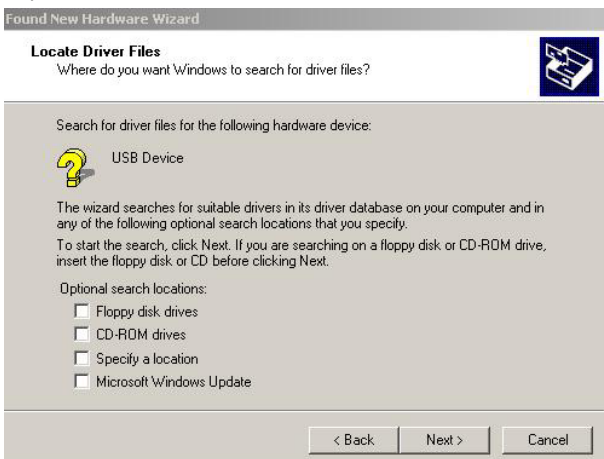 Found New Hardware Wizard
Locate Driver Files
Where do you want Windows to search for driver files?
Search for driver files for the following hardware device:
USB Device
The wizard searches for suitable drivers in its driver database on your computer and in
any of the following optional search locations that you specify.
To start the search, click Next. If you are searching on a floppy disk or CD-ROM drive,
insert the floppy disk or CD before clicking Next.
Optional search locations:
Floppy disk drives
CD-ROM drives
Specify a location
Microsoft Windows Update
< Back Next > Cancel